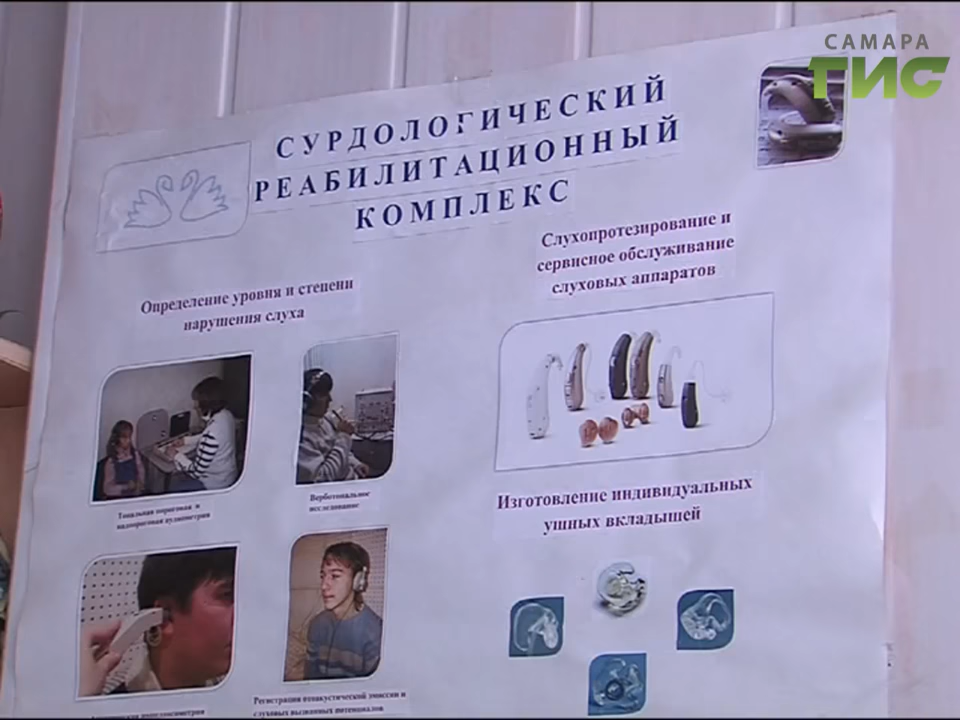 САМАРА
ГИС
СУРДОЛОГИЧЕСКИЙ
РЕАБИЛИТАЦИОННЫЙ
КОМПЛЕКС
Определение уровня и степени
нарушения слуха
Тональная пороговая и
надпороговая аудиометрия
Верботональное
исследование
Регистрация отоакустической эмиссии и
слуховых вызванных потенциалов
Слухопротезирование и
сервисное обслуживание
слуховых аппаратов
Изготовление индивидуальных
ушных вкладышей